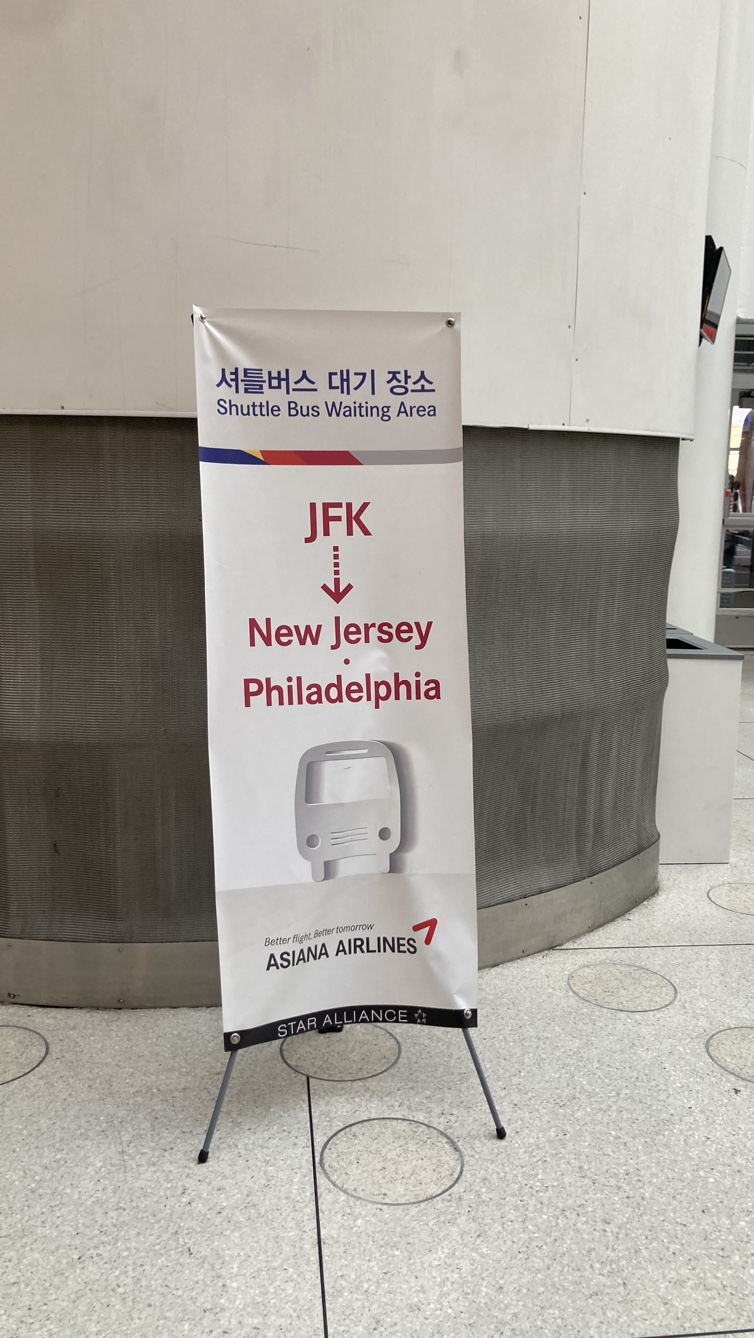 셔틀버스 대기 장소
Shuttle Bus Waiting Area
JFK
New Jersey
·
Philadelphia
Better flight, Better tomorrow
ASIANA AIRLINES
STAR ALLIANCE